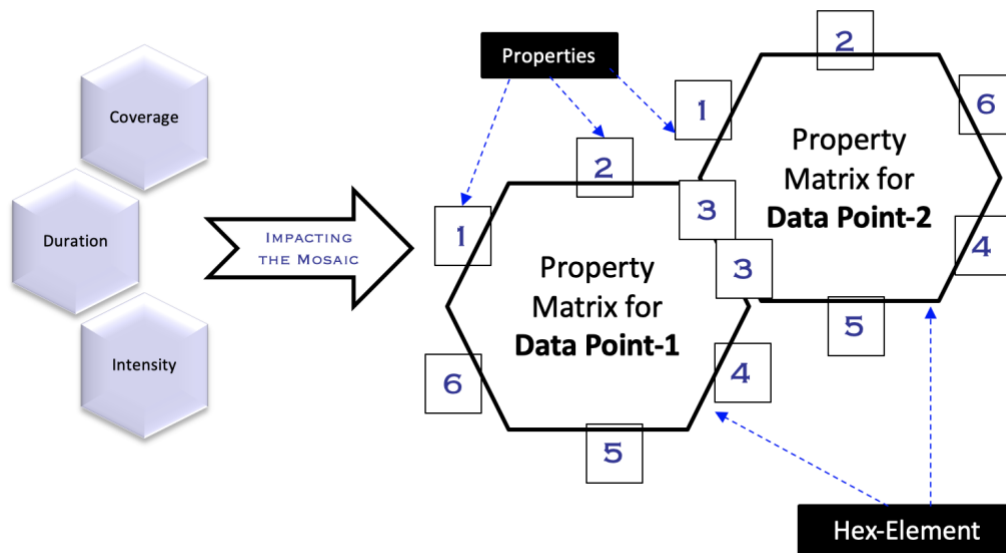 Coverage
Duration
Intensity
IMPACTING
THE MOSAIC
Properties
1
2
3
4
5
6
Property
Matrix for
Data Point-1
1
2
3
4
5
6
Property
Matrix for
Data Point-2
Hex-Element